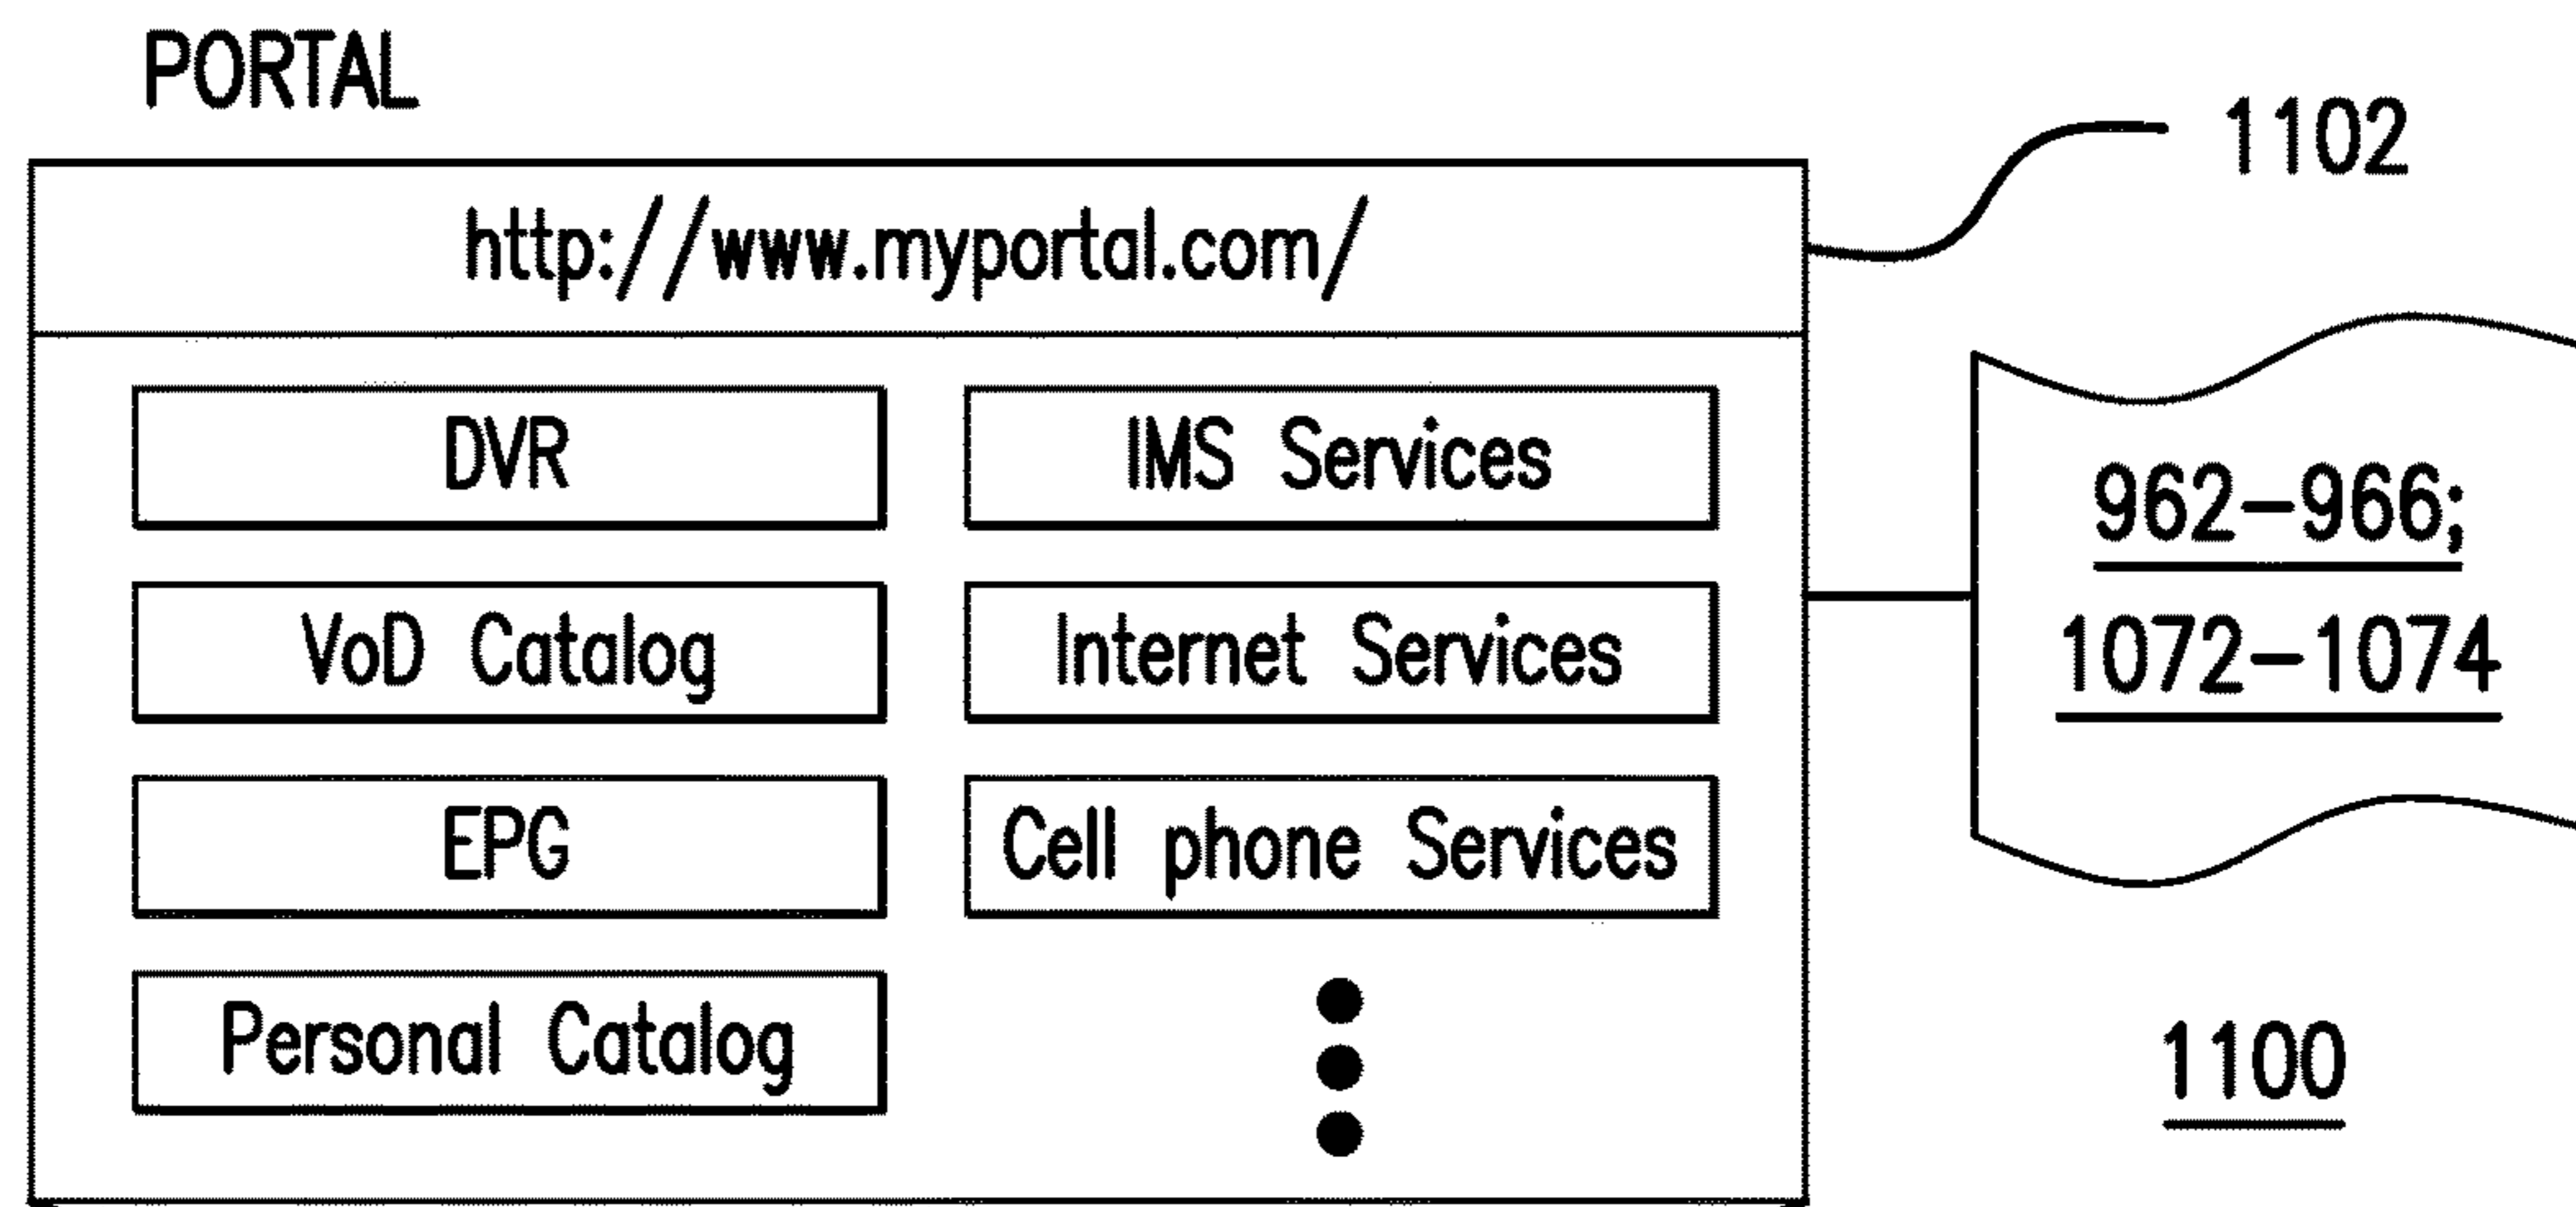 PORTAL
1102
http://www.myportal.com/
DVR
IMS Services
VoD Catalog
Internet Services
EPG
Cell phone Services
Personal Catalog
962-966;
1072-1074
1100